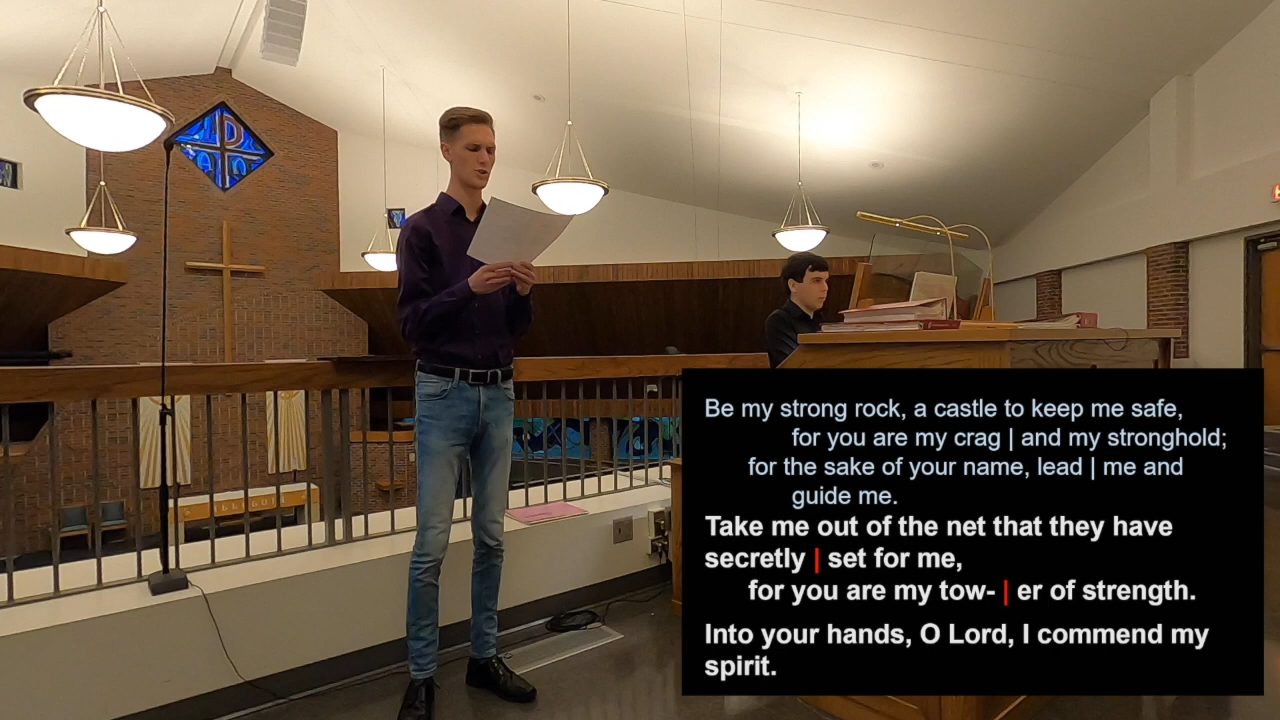 Be my strong rock, a castle to keep me safe,
for you are my crag | and my stronghold;
for the sake of your name, lead | me and
guide me.
Take me out of the net that they have
secretly | set for me,
for you are my tow- | er of strength.
Into your hands, O Lord, I commend my
spirit.